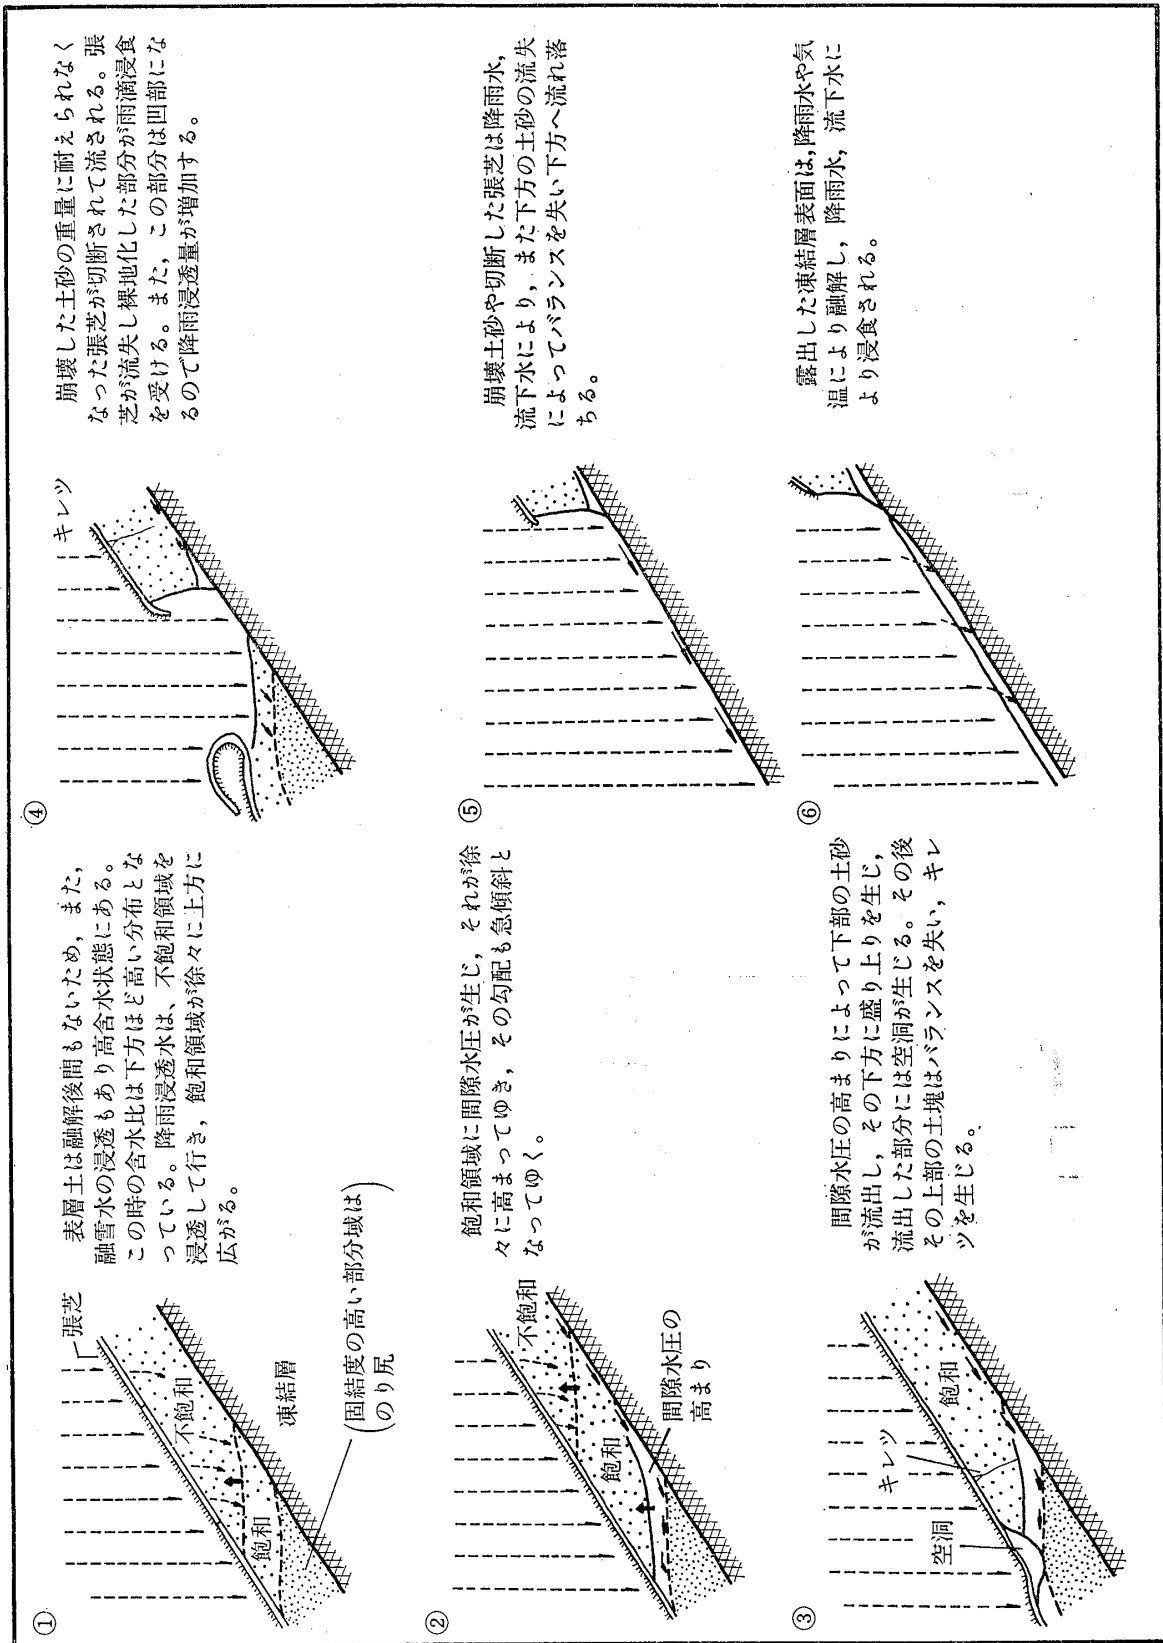 ①
張芝
不飽和
飽和
凍結層
(固結度の高い部分域は
のり尻)
表層土は融解後間もないため，また，
融雪水の浸透もあり高含水状態にある。
この時の含水比は下方ほど高い分布とな
っている。降雨浸透水は、不飽和領域を
浸透して行き，飽和領域が徐々に上方に
広がる。
②
不飽和
飽和
間隙水圧の
高まり
飽和領域に間隙水圧が生じ，それが徐
々に高まってゆき，その勾配も急傾斜と
なってゆく。
③
キレツ
空洞
飽和
間隙水圧の高まりによって下部の土砂
が流出し，その下方に盛り上りを生じ，
流出した部分には空洞が生じる。その後
その上部の土塊はバランスを失い，キレ
ツを生じる。
④
キレツ
崩壊した土砂の重量に耐えられなく
なった張芝が切断されて流される。張
芝が流失し裸地化した部分が雨滴浸食
を受ける。また，この部分は凹部にな
るので降雨浸透量が増加する。
⑤
崩壊土砂や切断した張芝は降雨水，
流下水により，また下方の土砂の流失
によってバランスを失い下方へ流れ落
ちる。
⑥
露出した凍結層表面は，降雨水や気
温により融解し，降雨水，流下水に
より浸食される。